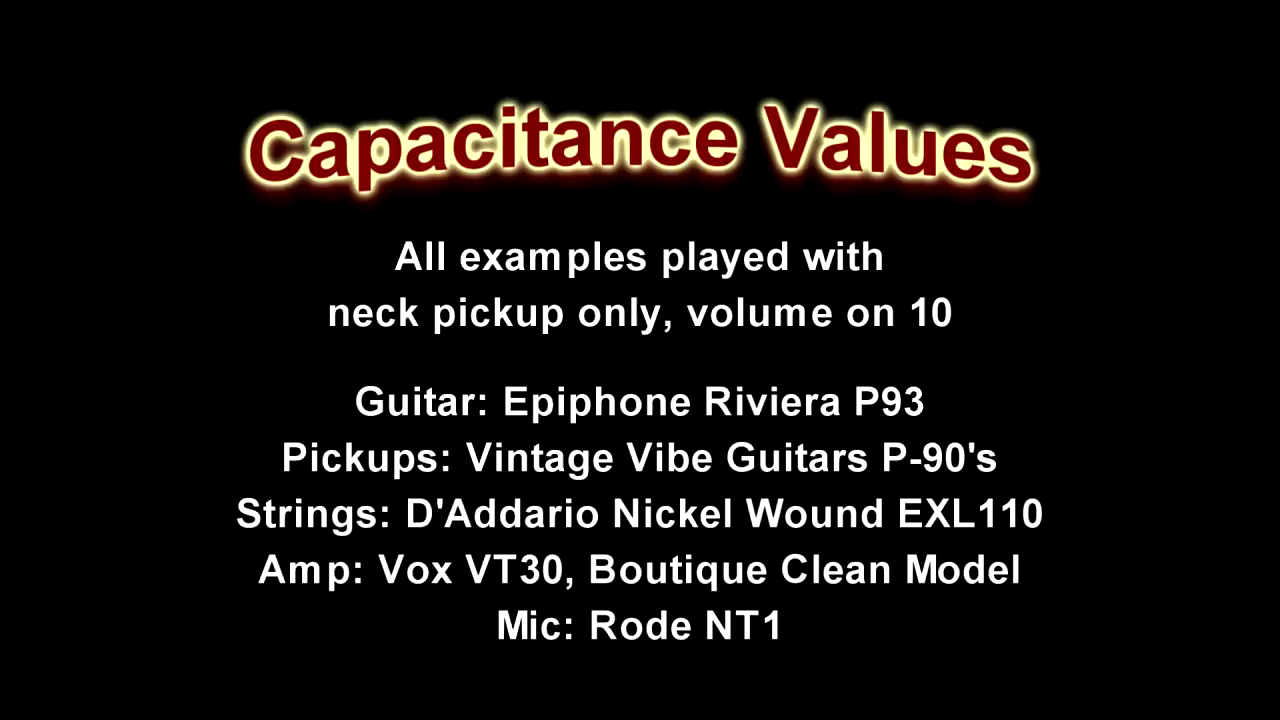 Capacitance Values
All examples played with
neck pickup only, volume on 10
Guitar: Epiphone Riviera P93
Pickups: Vintage Vibe Guitars P-90's
Strings: D'Addario Nickel Wound EXL110
Amp: Vox VT30, Boutique Clean Model
Mic: Rode NT1